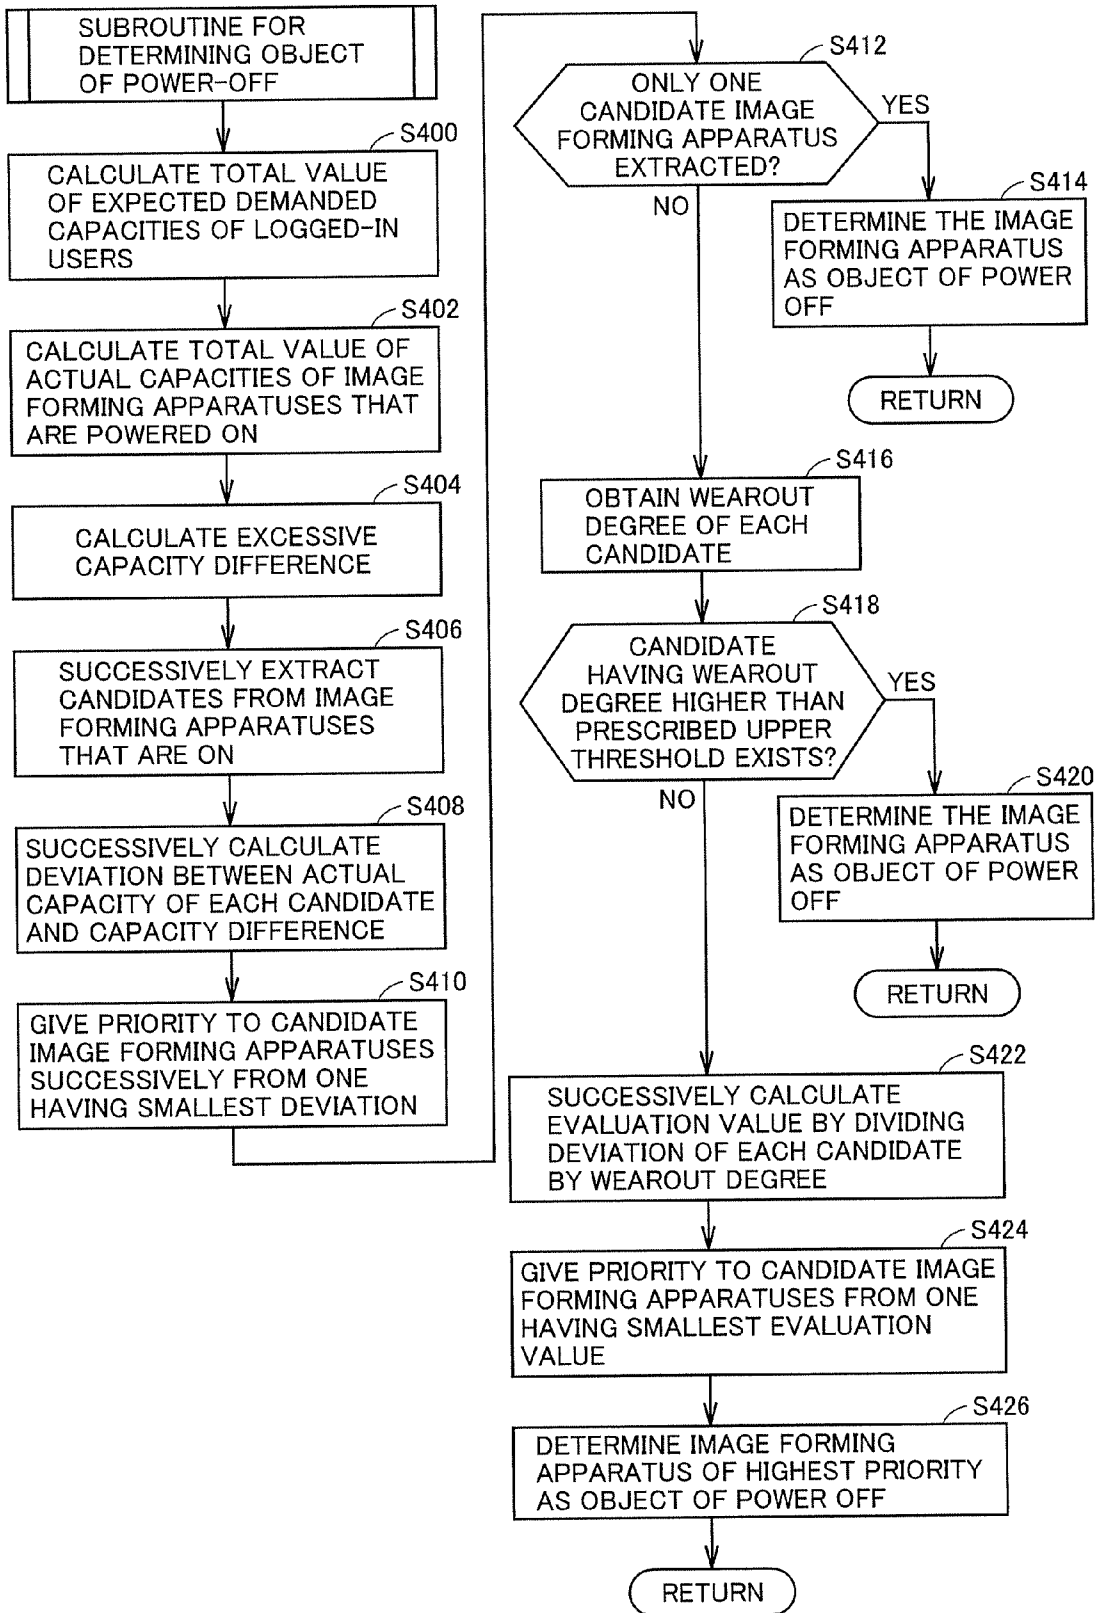 SUBROUTINE FOR
DETERMINING OBJECT
OF POWER-OFF
S400
CALCULATE TOTAL VALUE
OF EXPECTED DEMANDED
CAPACITIES OF LOGGED-IN
USERS
S402
CALCULATE TOTAL VALUE OF
ACTUAL CAPACITIES OF IMAGE
FORMING APPARATUSES THAT
ARE POWERED ON
S404
CALCULATE EXCESSIVE
CAPACITY DIFFERENCE
S406
SUCCESSIVELY EXTRACT
CANDIDATES FROM IMAGE
FORMING APPARATUSES
THAT ARE ON
S408
SUCCESSIVELY CALCULATE
DEVIATION BETWEEN ACTUAL
CAPACITY OF EACH CANDIDATE
AND CAPACITY DIFFERENCE
S410
GIVE PRIORITY TO CANDIDATE
IMAGE FORMING APPARATUSES
SUCCESSIVELY FROM ONE
HAVING SMALLEST DEVIATION
S412
ONLY ONE
CANDIDATE IMAGE
FORMING APPARATUS
EXTRACTED?
YES
NO
S414
DETERMINE THE IMAGE
FORMING APPARATUS
AS OBJECT OF POWER
OFF
RETURN
S416
OBTAIN WEAROUT
DEGREE OF EACH
CANDIDATE
S418
CANDIDATE
HAVING WEAROUT
DEGREE HIGHER THAN
PRESCRIBED UPPER
THRESHOLD EXISTS?
YES
NO
S420
DETERMINE THE IMAGE
FORMING APPARATUS
AS OBJECT OF POWER
OFF
RETURN
S422
SUCCESSIVELY CALCULATE
EVALUATION VALUE BY DIVIDING
DEVIATION OF EACH CANDIDATE
BY WEAROUT DEGREE
S424
GIVE PRIORITY TO CANDIDATE IMAGE
FORMING APPARATUSES FROM ONE
HAVING SMALLEST EVALUATION
VALUE
S426
DETERMINE IMAGE FORMING
APPARATUS OF HIGHEST PRIORITY
AS OBJECT OF POWER OFF
RETURN